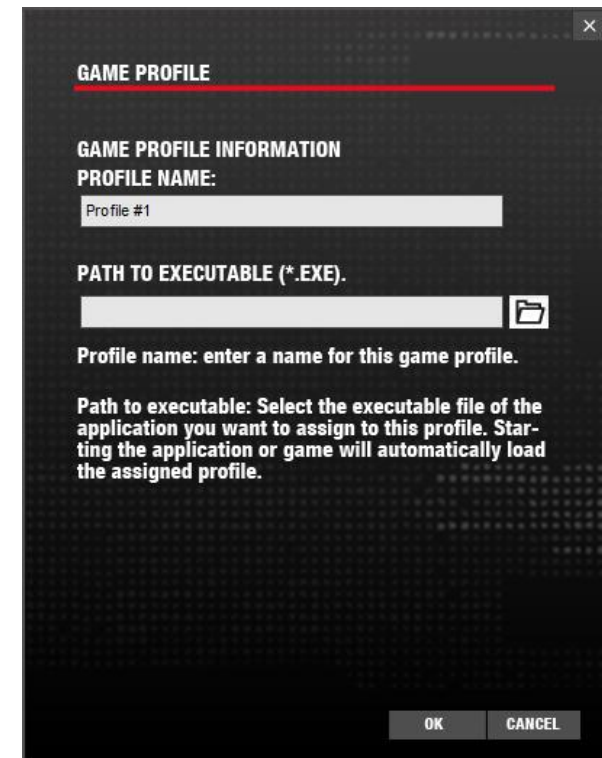 GAME PROFILE
GAME PROFILE INFORMATION
PROFILE NAME:
Profile #1
PATH TO EXECUTABLE (*.EXE).
Profile name: enter a name for this game profile.
Path to executable: Select the executable file of the
application you want to assign to this profile. Star-
ting the application or game will automatically load
the assigned profile.
OK CANCEL